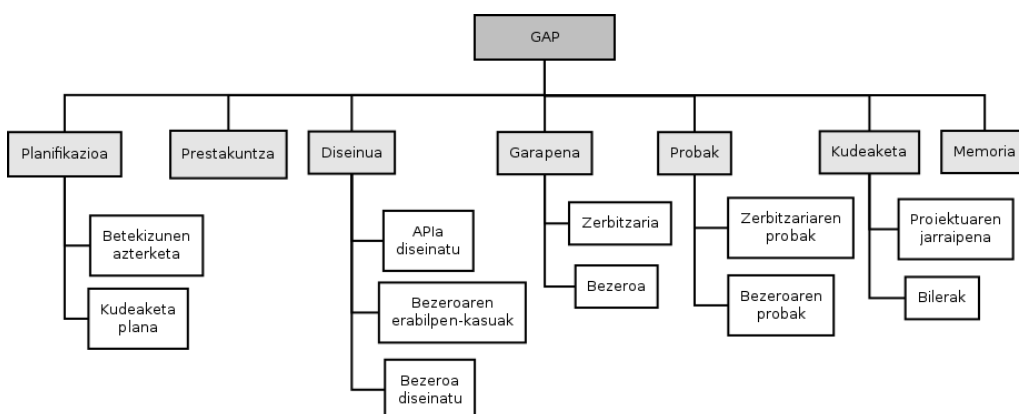 GAP
Planifikazioa
Prestakuntza
Diseinua
Garapena
Probak
Kudeaketa
Memoria
Betekizunen
azterketa
Kudeaketa
plana
APIa
diseinatu
Bezeroaren
erabilpen-kasuak
Bezeroa
diseinatu
Zerbitzaria
Bezeroa
Zerbitzariaren
probak
Bezeroaren
probak
Proiektuaren
jarraipena
Bilerak